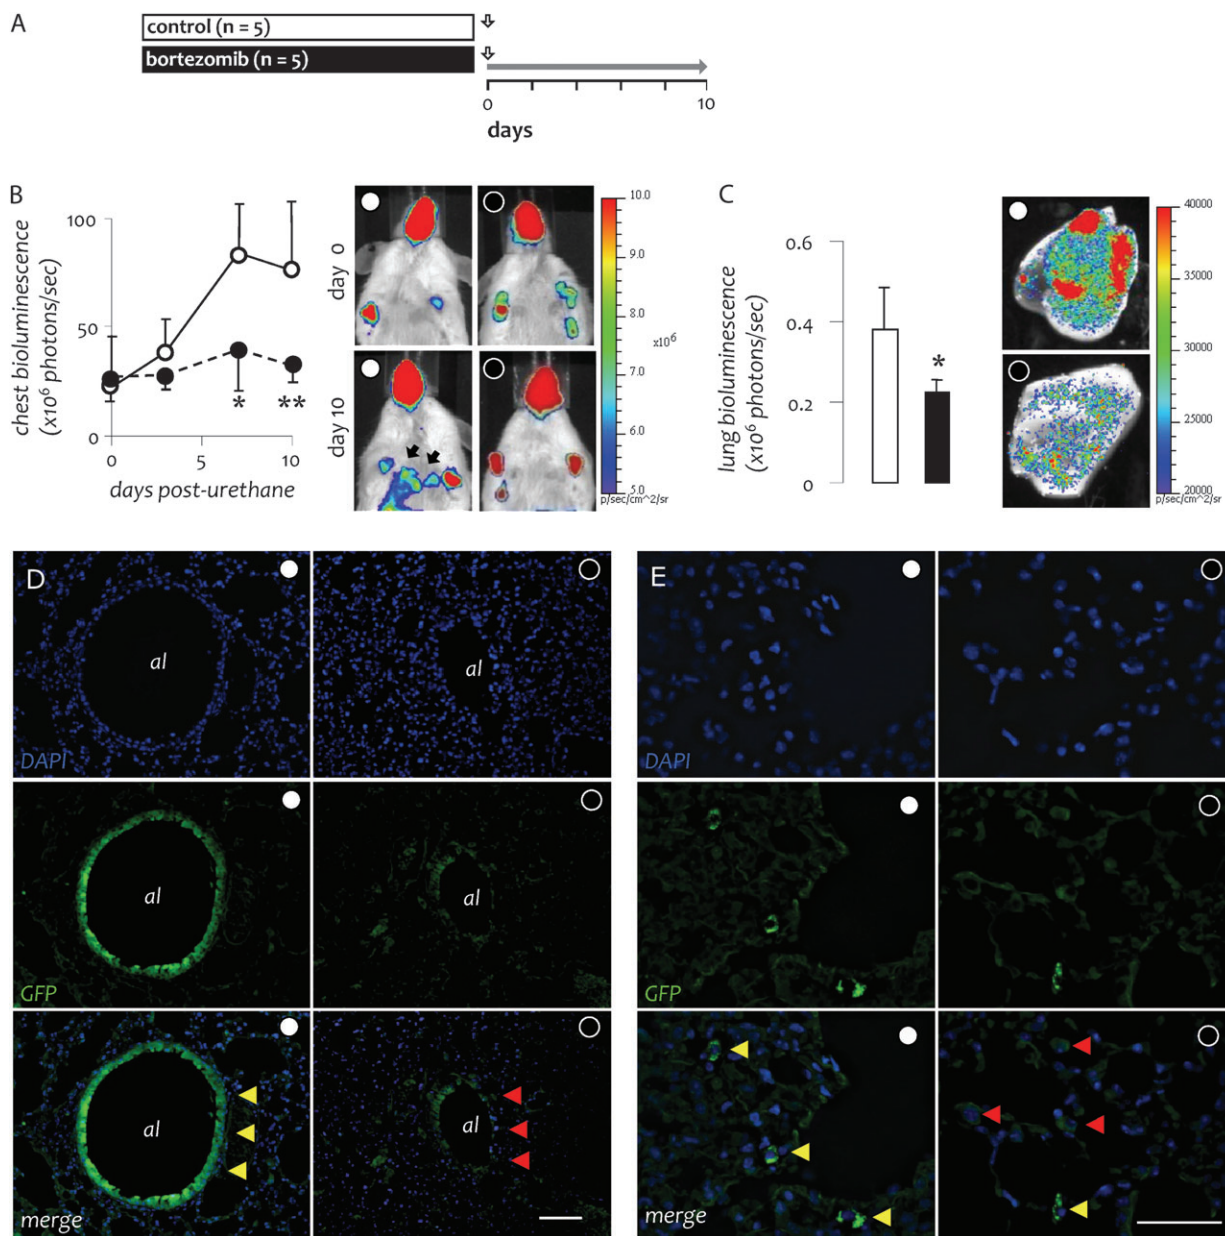 A
control (n = 5)
bortezomib (n = 5)
0
10
days
B
chest bioluminescence
(x10⁶ photons/sec)
100
50
0
0
5
10
*
**
days post-urethane
day 0
day 10
10.0
9.0
8.0
x10⁶
7.0
6.0
5.0
p/sec/cm^2/sr
C
lung bioluminescence
(x10⁶ photons/sec)
0.6
0.4
0.2
0
*
40000
35000
30000
25000
20000
p/sec/cm^2/sr
D
al
al
DAPI
E
DAPI
al
al
GFP
GFP
al
al
merge
merge